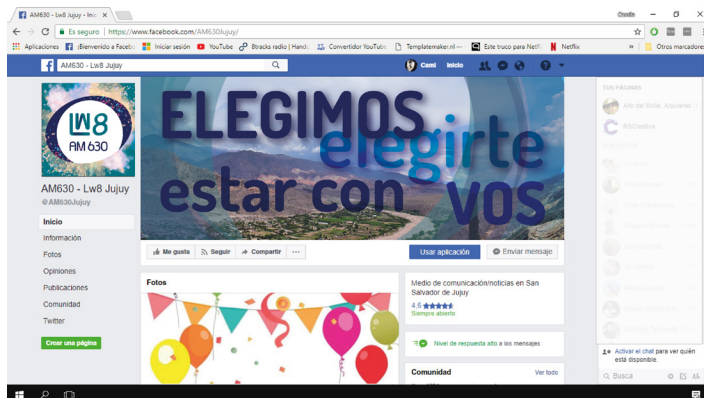 AM630 - Lw8 Jujuy - Inic
Camila
Es seguro | https://www.facebook.com/AM630Jujuy/
Aplicaciones ¡Bienvenido a Facebo Iniciar sesión YouTube 8tracks radio | Handc Convertidor YouTube Templatemaker.nl — Este truco para Netfli Netflix » Otros marcadores
AM630 - Lw8 Jujuy
Cami Inicio
LW8
AM 630
ELEGIMOS
elegirte
estar con VOS
AM630 - Lw8 Jujuy
@AM630Jujuy
Inicio
Información
Fotos
Opiniones
Publicaciones
Comunidad
Twitter
Crear una página
Me gusta Seguir Compartir ...
Usar aplicación Enviar mensaje
Fotos
Medio de comunicación/noticias en San
Salvador de Jujuy
4,6
Siempre abierto
Nivel de respuesta alto a los mensajes
Comunidad Ver todo
TUS PÁGINAS
RSCreativa
Activar el chat para ver quién
está disponible.
Busca